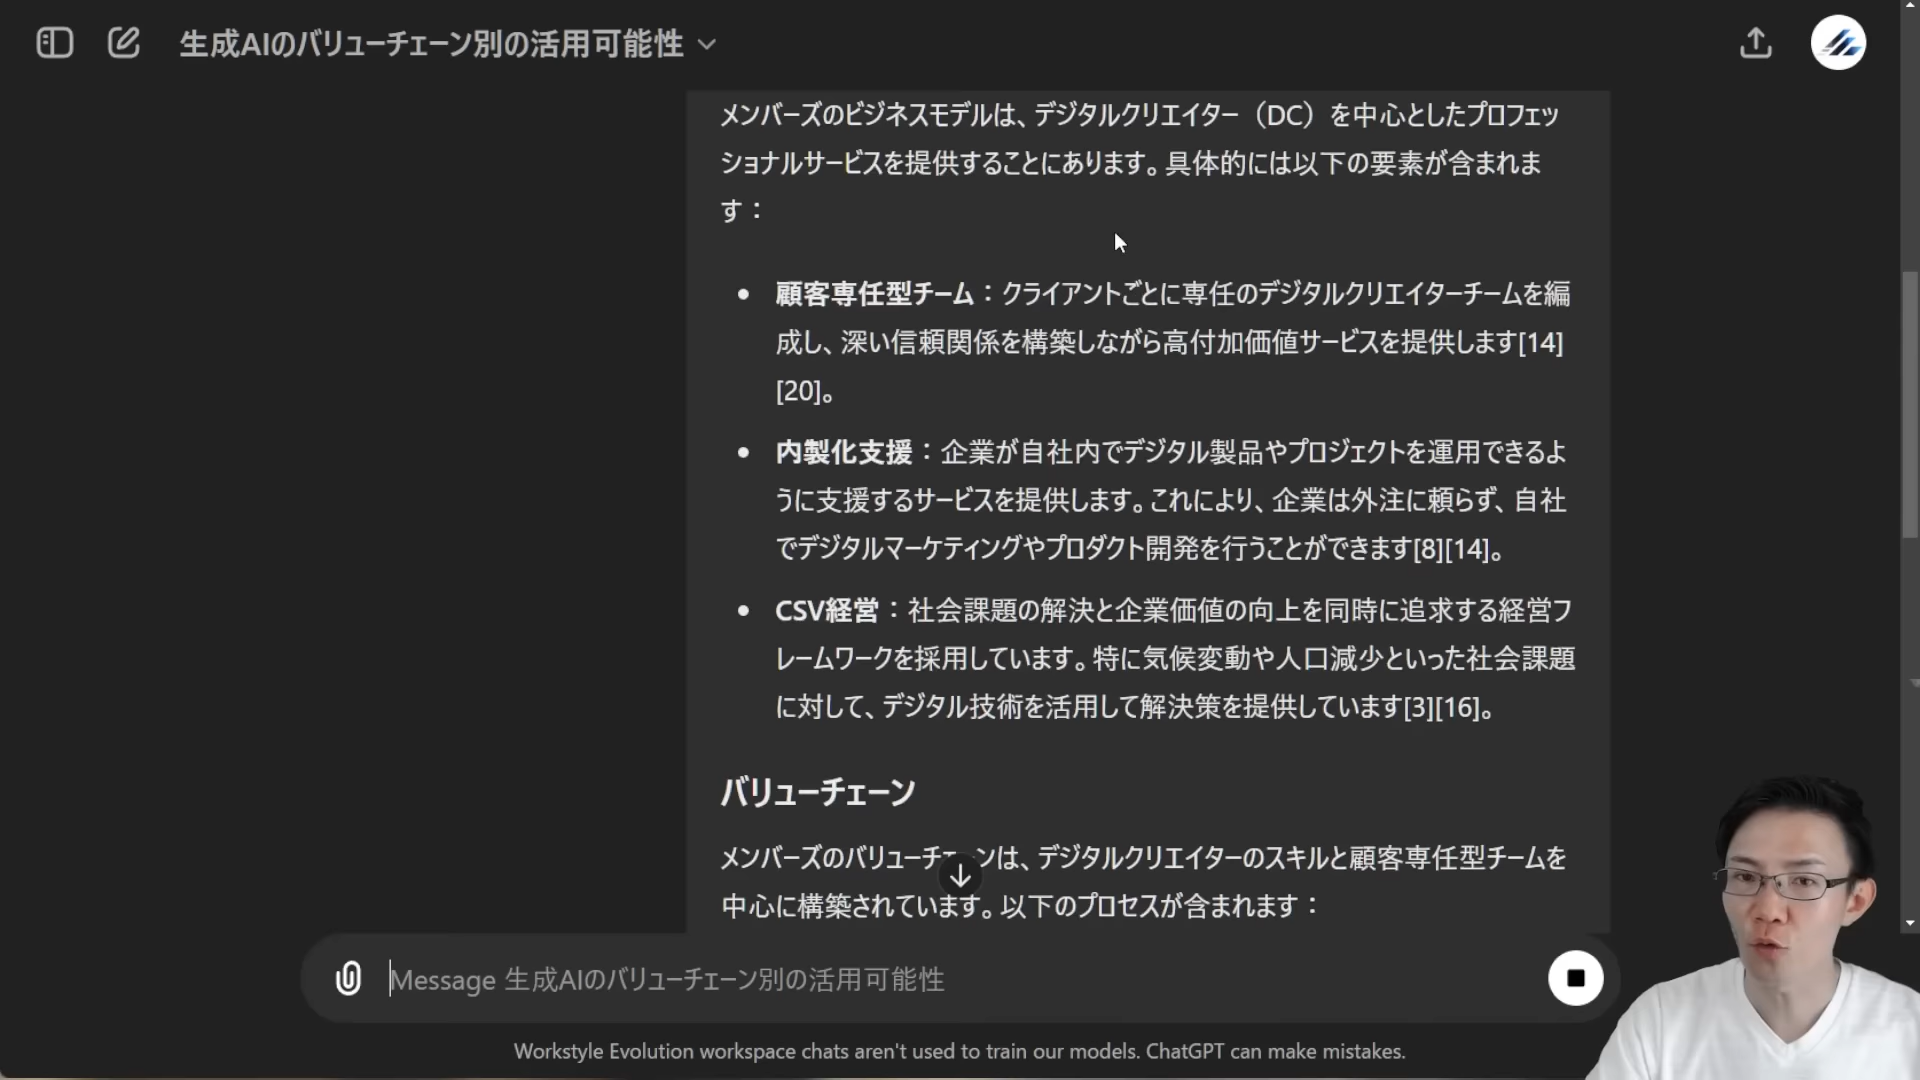 生成AIのバリューチェーン別の活用可能性
メンバーズのビジネスモデルは、デジタルクリエイター（DC）を中心としたプロフェッ
ショナルサービスを提供することにあります。具体的には以下の要素が含まれま
す：
• 顧客専任型チーム：クライアントごとに専任のデジタルクリエイターチームを編
成し、深い信頼関係を構築しながら高付加価値サービスを提供します[14]
[20]。
• 内製化支援：企業が自社内でデジタル製品やプロジェクトを運用できるよ
うに支援するサービスを提供します。これにより、企業は外注に頼らず、自社
でデジタルマーケティングやプロダクト開発を行うことができます[8][14]。
• CSV経営：社会課題の解決と企業価値の向上を同時に追求する経営フ
レームワークを採用しています。特に気候変動や人口減少といった社会課題
に対して、デジタル技術を活用して解決策を提供しています[3][16]。
バリューチェーン
メンバーズのバリューチェーンは、デジタルクリエイターのスキルと顧客専任型チームを
中心に構築されています。以下のプロセスが含まれます：
Message 生成AIのバリューチェーン別の活用可能性
Workstyle Evolution workspace chats aren't used to train our models. ChatGPT can make mistakes.